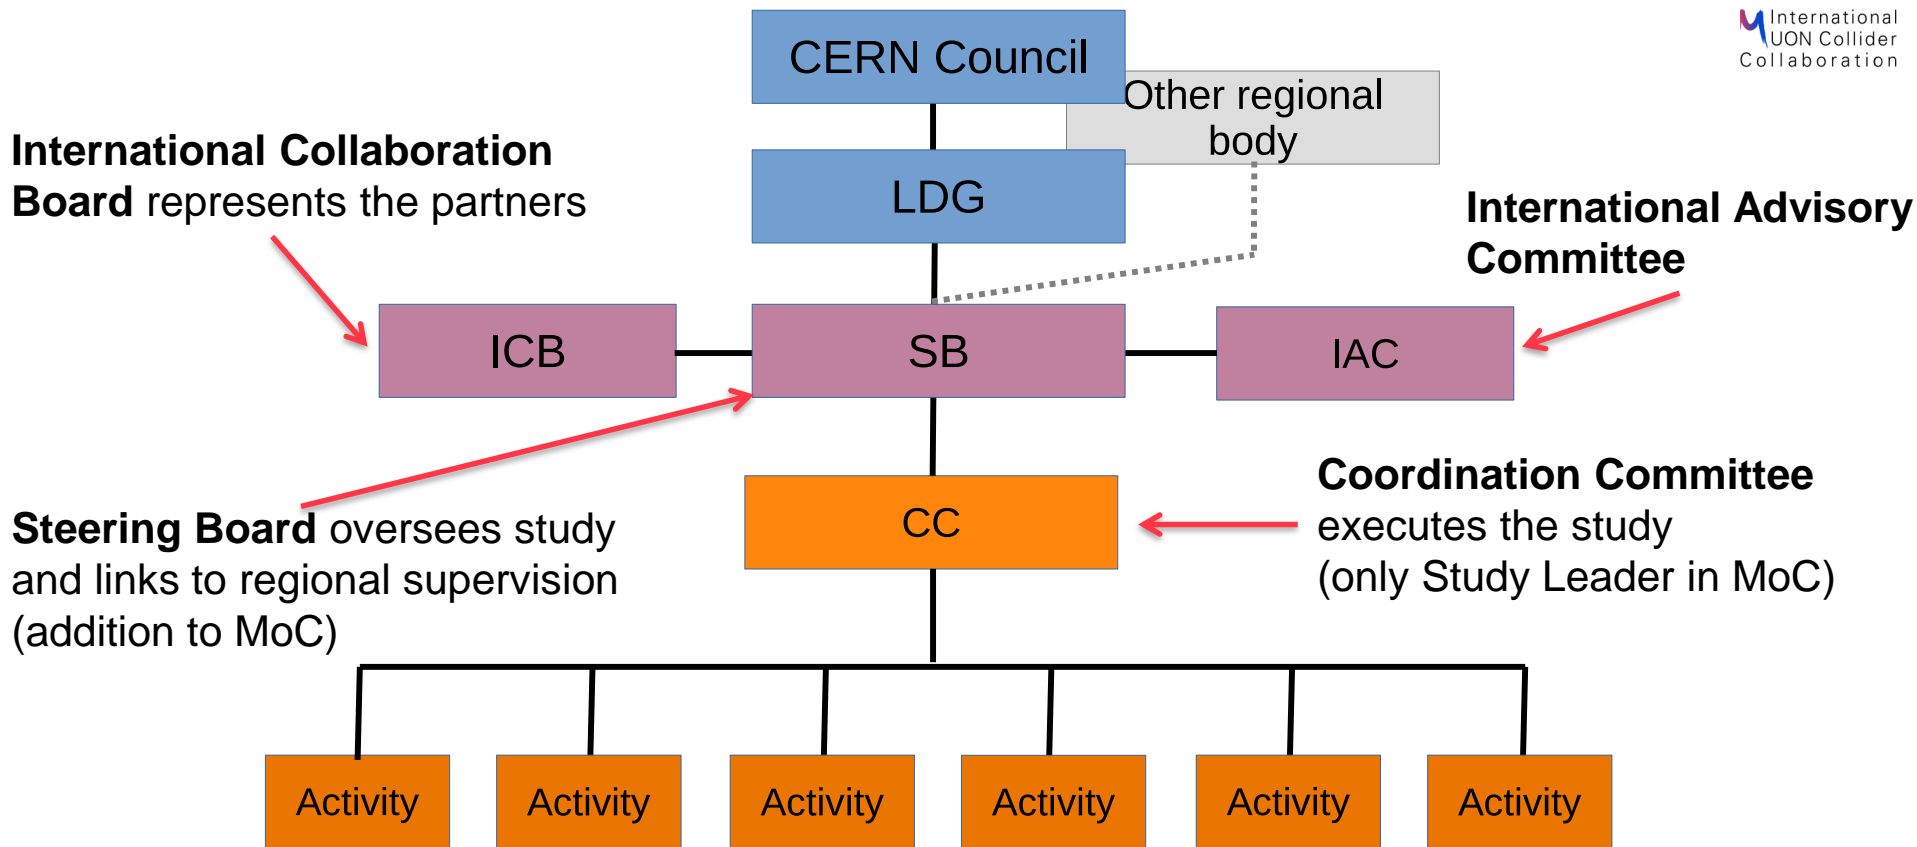 International
UON Collider
Collaboration
CERN Council
Other regional
body
International Collaboration
Board represents the partners
LDG
International Advisory
Committee
ICB
SB
IAC
Steering Board oversees study
and links to regional supervision
(addition to MoC)
CC
Coordination Committee
executes the study
(only Study Leader in MoC)
Activity
Activity
Activity
Activity
Activity
Activity